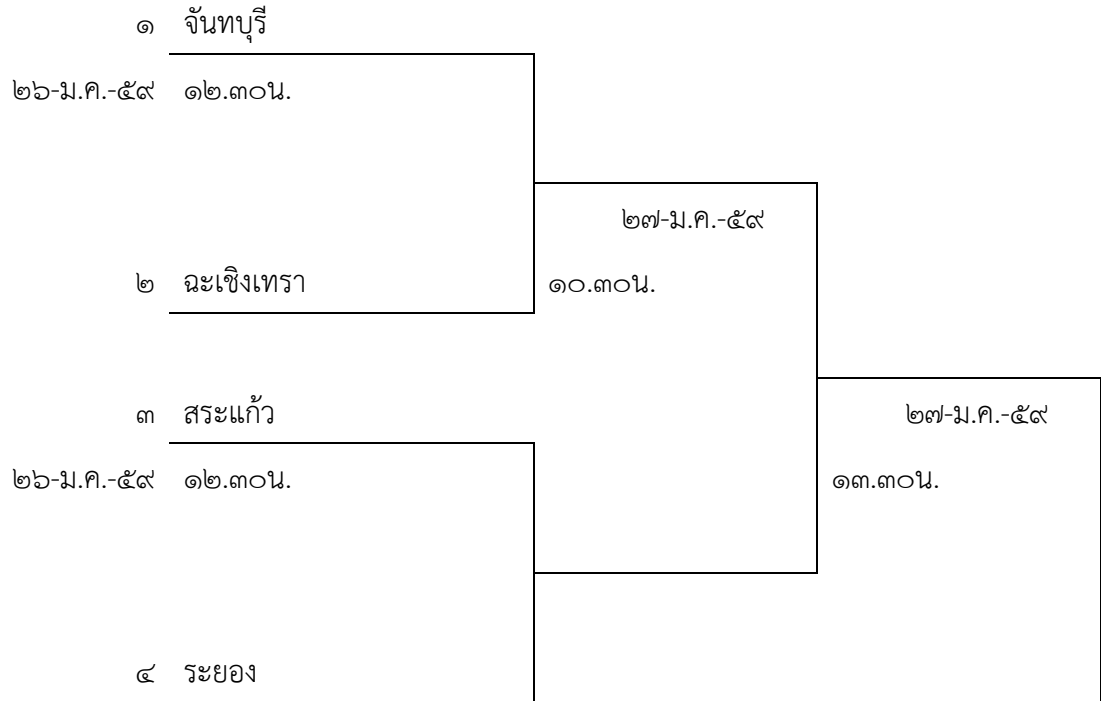 ๑ จันทบุรี
๒๖-ม.ค.-๕๙ ๑๒.๓๐น.
๒๗-ม.ค.-๕๙
๒ ฉะเชิงเทรา ๑๐.๓๐น.
๓ สระแก้ว ๒๗-ม.ค.-๕๙
๒๖-ม.ค.-๕๙ ๑๒.๓๐น. ๑๓.๓๐น.
๔ ระยอง